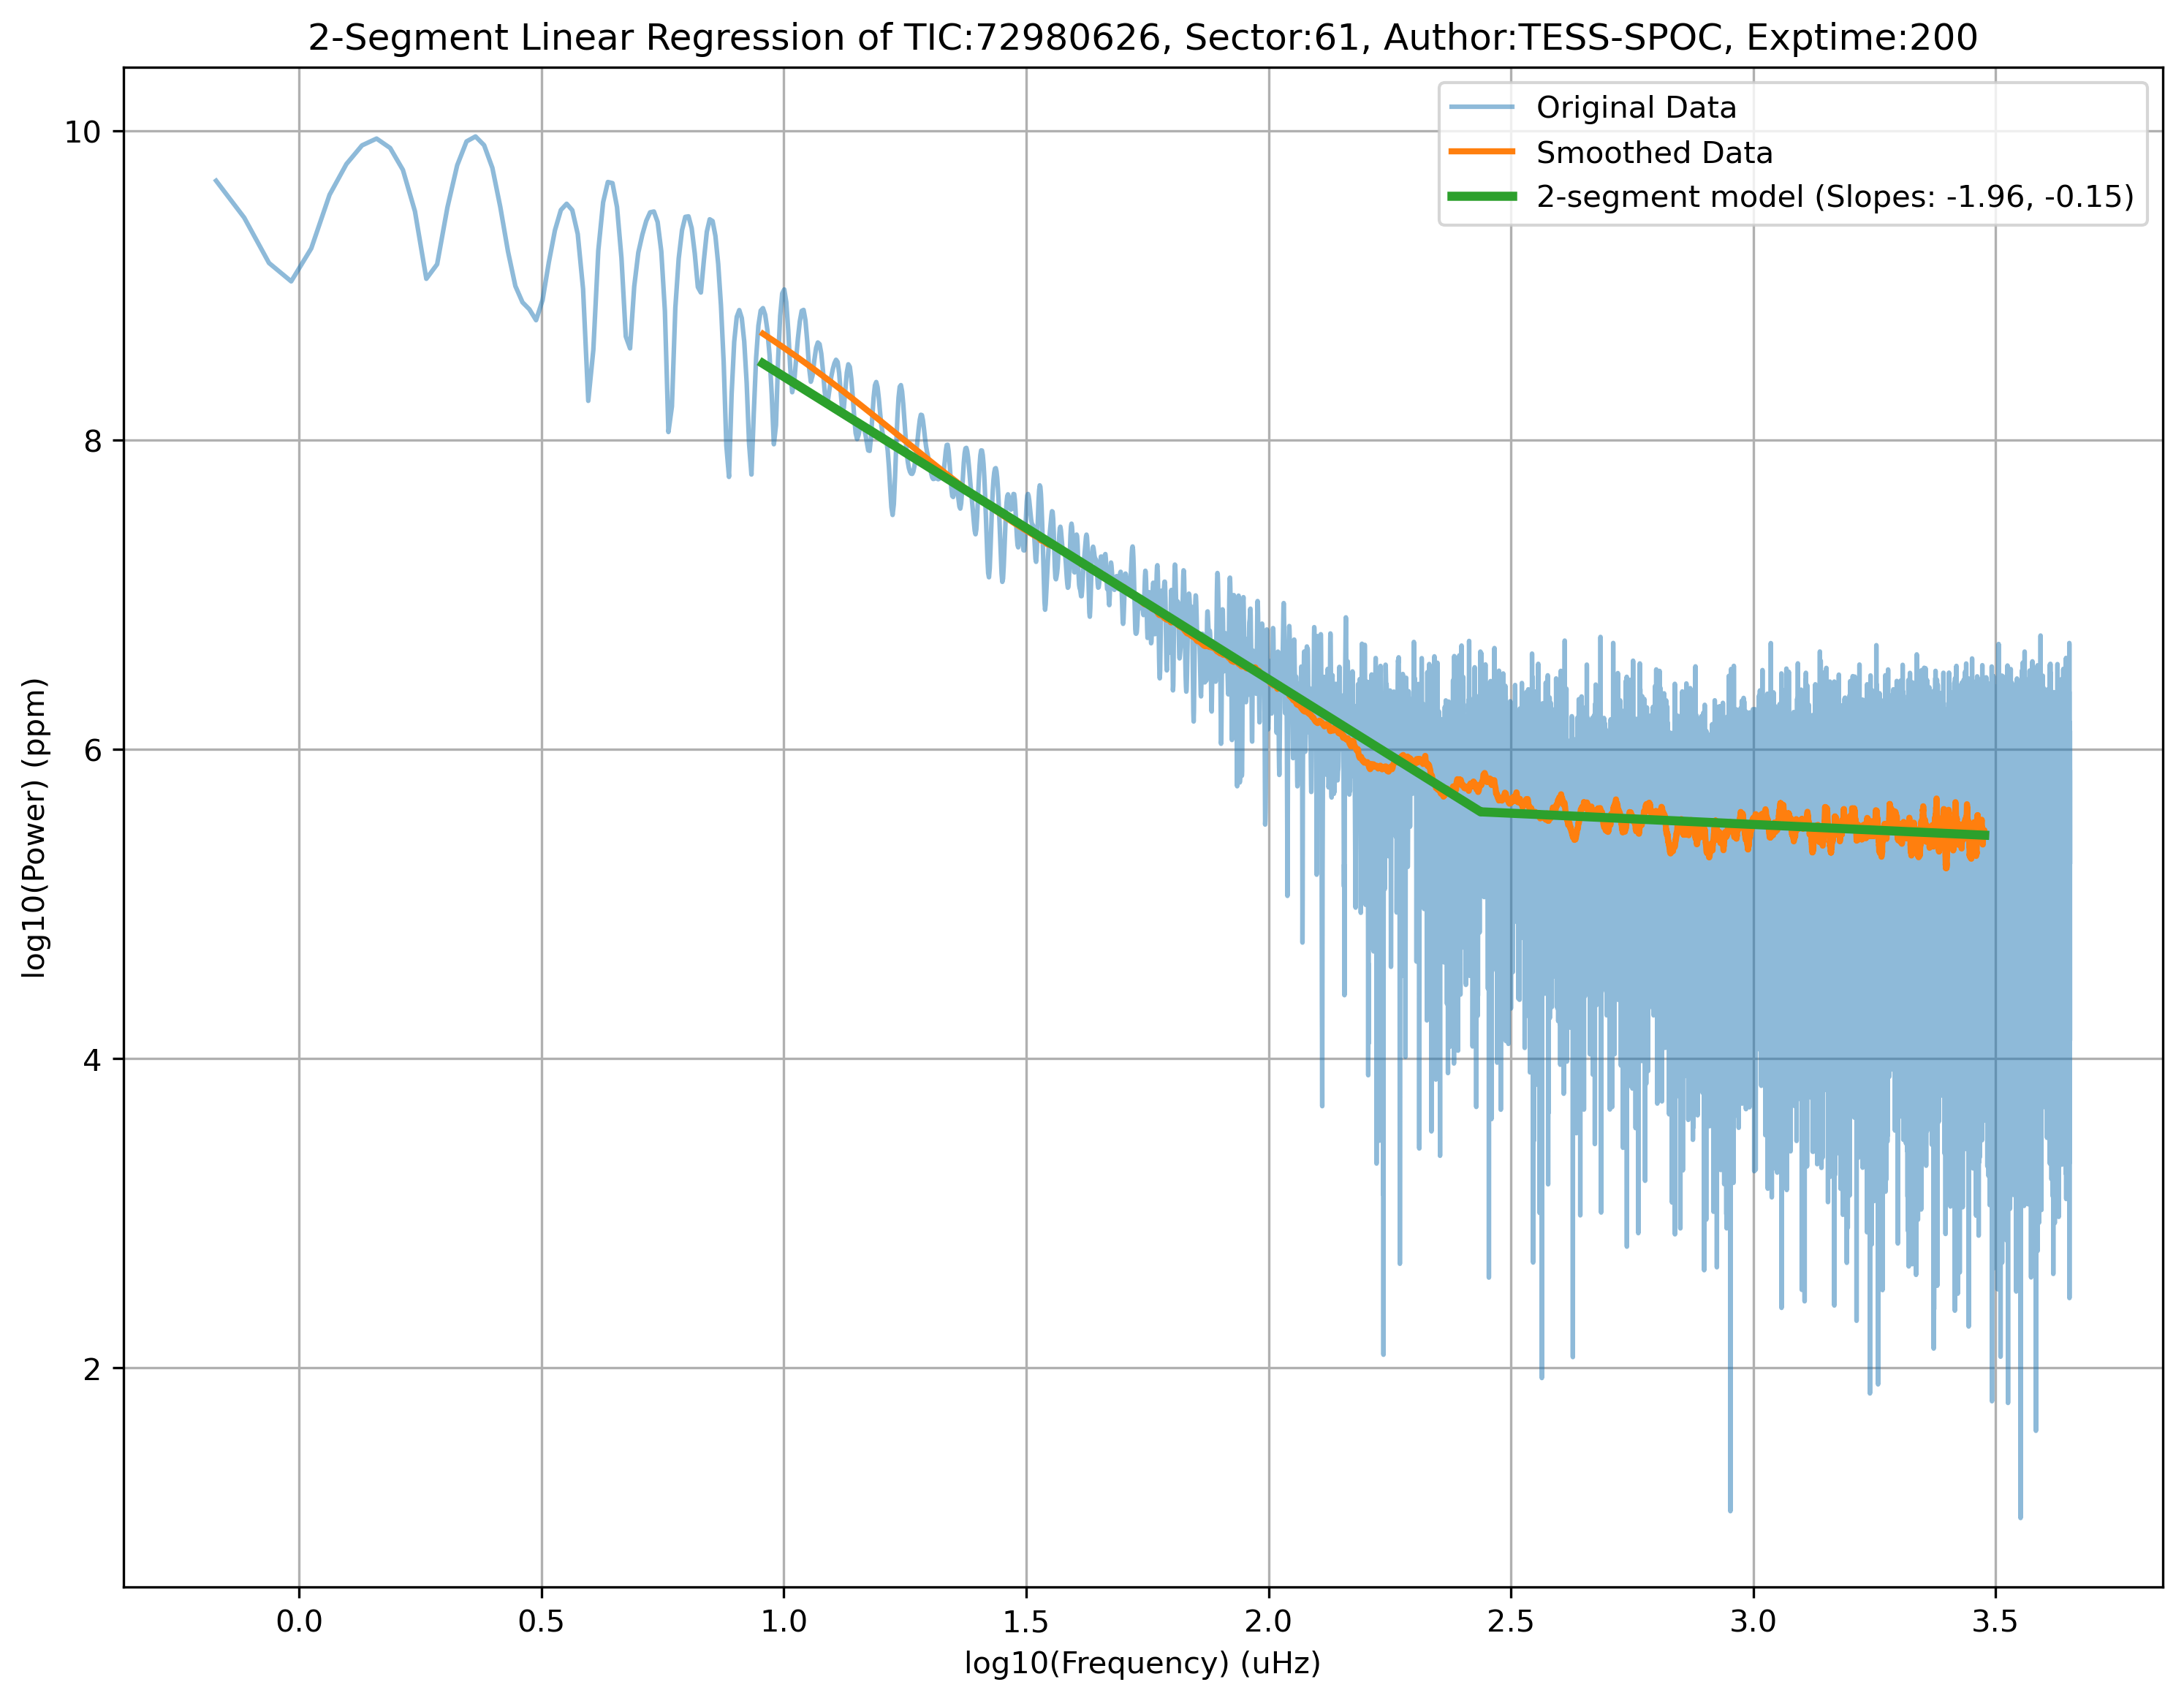 2-Segment Linear Regression of TIC:72980626, Sector:61, Author:TESS-SPOC, Exptime:200
Original Data
Smoothed Data
2-segment model (Slopes: -1.96, -0.15)
log10(Power) (ppm)
10
8
6
4
2
0.0 0.5 1.0 1.5 2.0 2.5 3.0 3.5
log10(Frequency) (uHz)